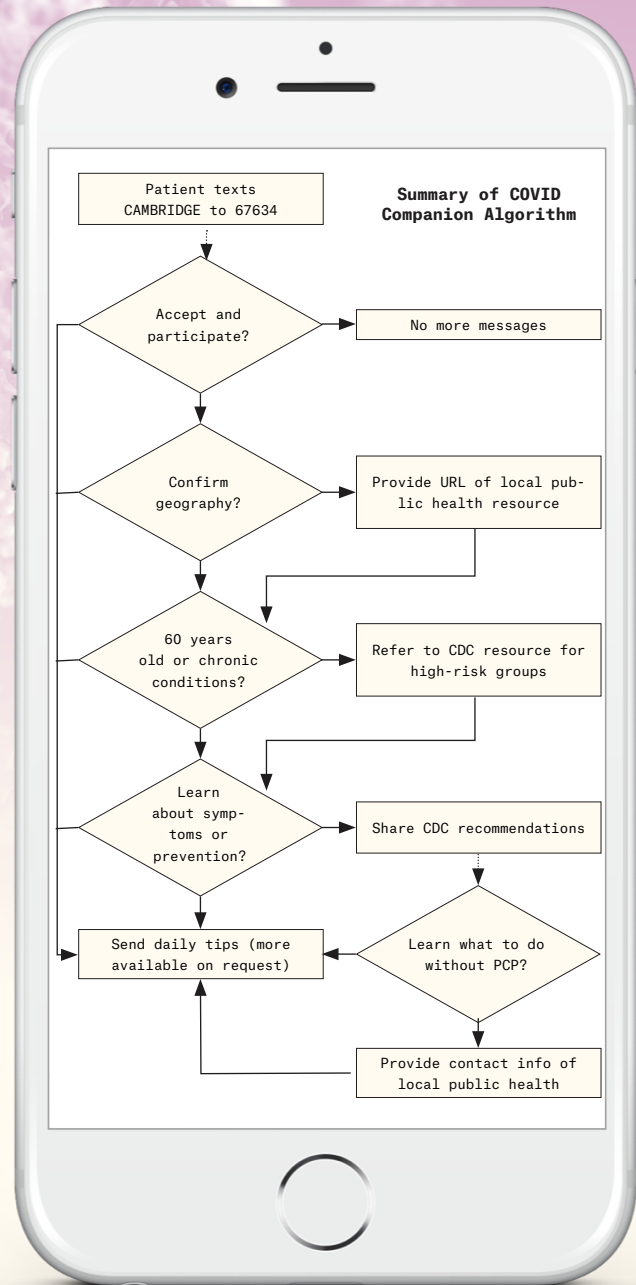 Patient texts
CAMBRIDGE to 67634
Summary of COVID
Companion Algorithm
Accept and
participate?
No more messages
Confirm
geography?
Provide URL of local pub-
lic health resource
60 years
old or chronic
conditions?
Refer to CDC resource for
high-risk groups
Learn
about symp-
toms or
prevention?
Share CDC recommendations
Send daily tips (more
available on request)
Learn what to do
without PCP?
Provide contact info of
local public health